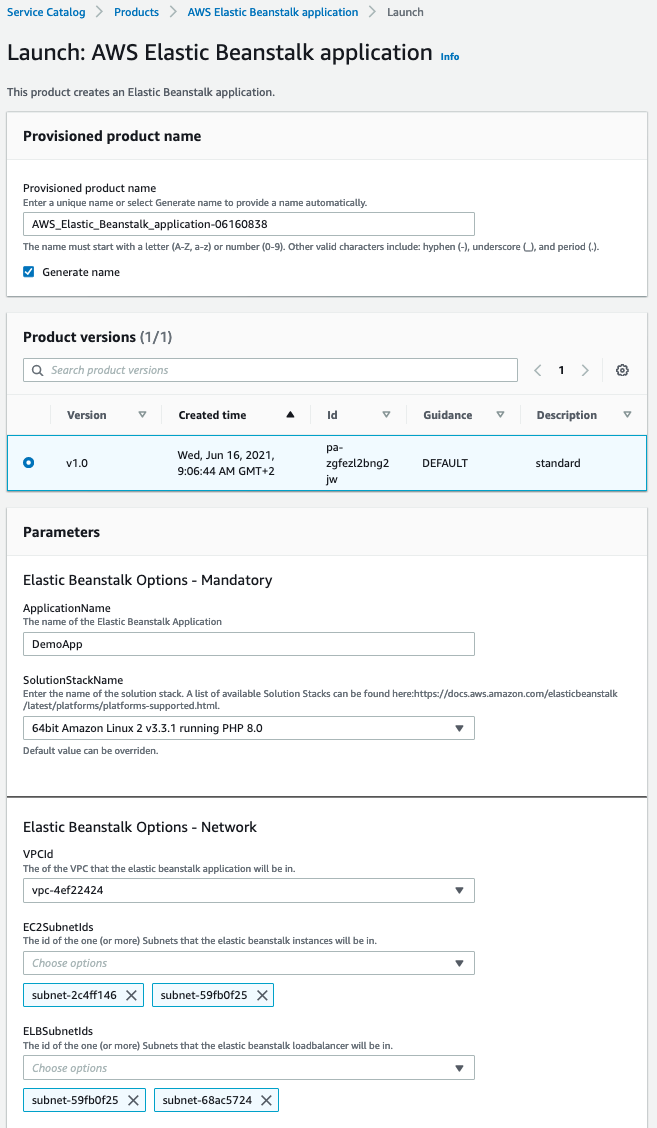 Service Catalog > Products > AWS Elastic Beanstalk application > Launch
Launch: AWS Elastic Beanstalk application Info
This product creates an Elastic Beanstalk application.
Provisioned product name
Provisioned product name
Enter a unique name or select Generate name to provide a name automatically.
AWS_Elastic_Beanstalk_application-06160838
The name must start with a letter (A-Z, a-z) or number (0-9). Other valid characters include: hyphen (-), underscore (_), and period (.).
Generate name
Product versions (1/1)
Search product versions
1
Version Created time Id Guidance Description
v1.0
Wed, Jun 16, 2021,
9:06:44 AM GMT+2
pa-
zgfezl2bng2
jw
DEFAULT
standard
Parameters
Elastic Beanstalk Options - Mandatory
ApplicationName
The name of the Elastic Beanstalk Application
DemoApp
SolutionStackName
Enter the name of the solution stack. A list of available Solution Stacks can be found here:https://docs.aws.amazon.com/elasticbeanstalk
/latest/platforms/platforms-supported.html.
64bit Amazon Linux 2 v3.3.1 running PHP 8.0
Default value can be overriden.
Elastic Beanstalk Options - Network
VPCId
The of the VPC that the elastic beanstalk application will be in.
vpc-4ef22424
EC2SubnetIds
The id of the one (or more) Subnets that the elastic beanstalk instances will be in.
Choose options
subnet-2c4ff146 subnet-59fb0f25
ELBSubnetIds
The id of the one (or more) Subnets that the elastic beanstalk loadbalancer will be in.
Choose options
subnet-59fb0f25 subnet-68ac5724